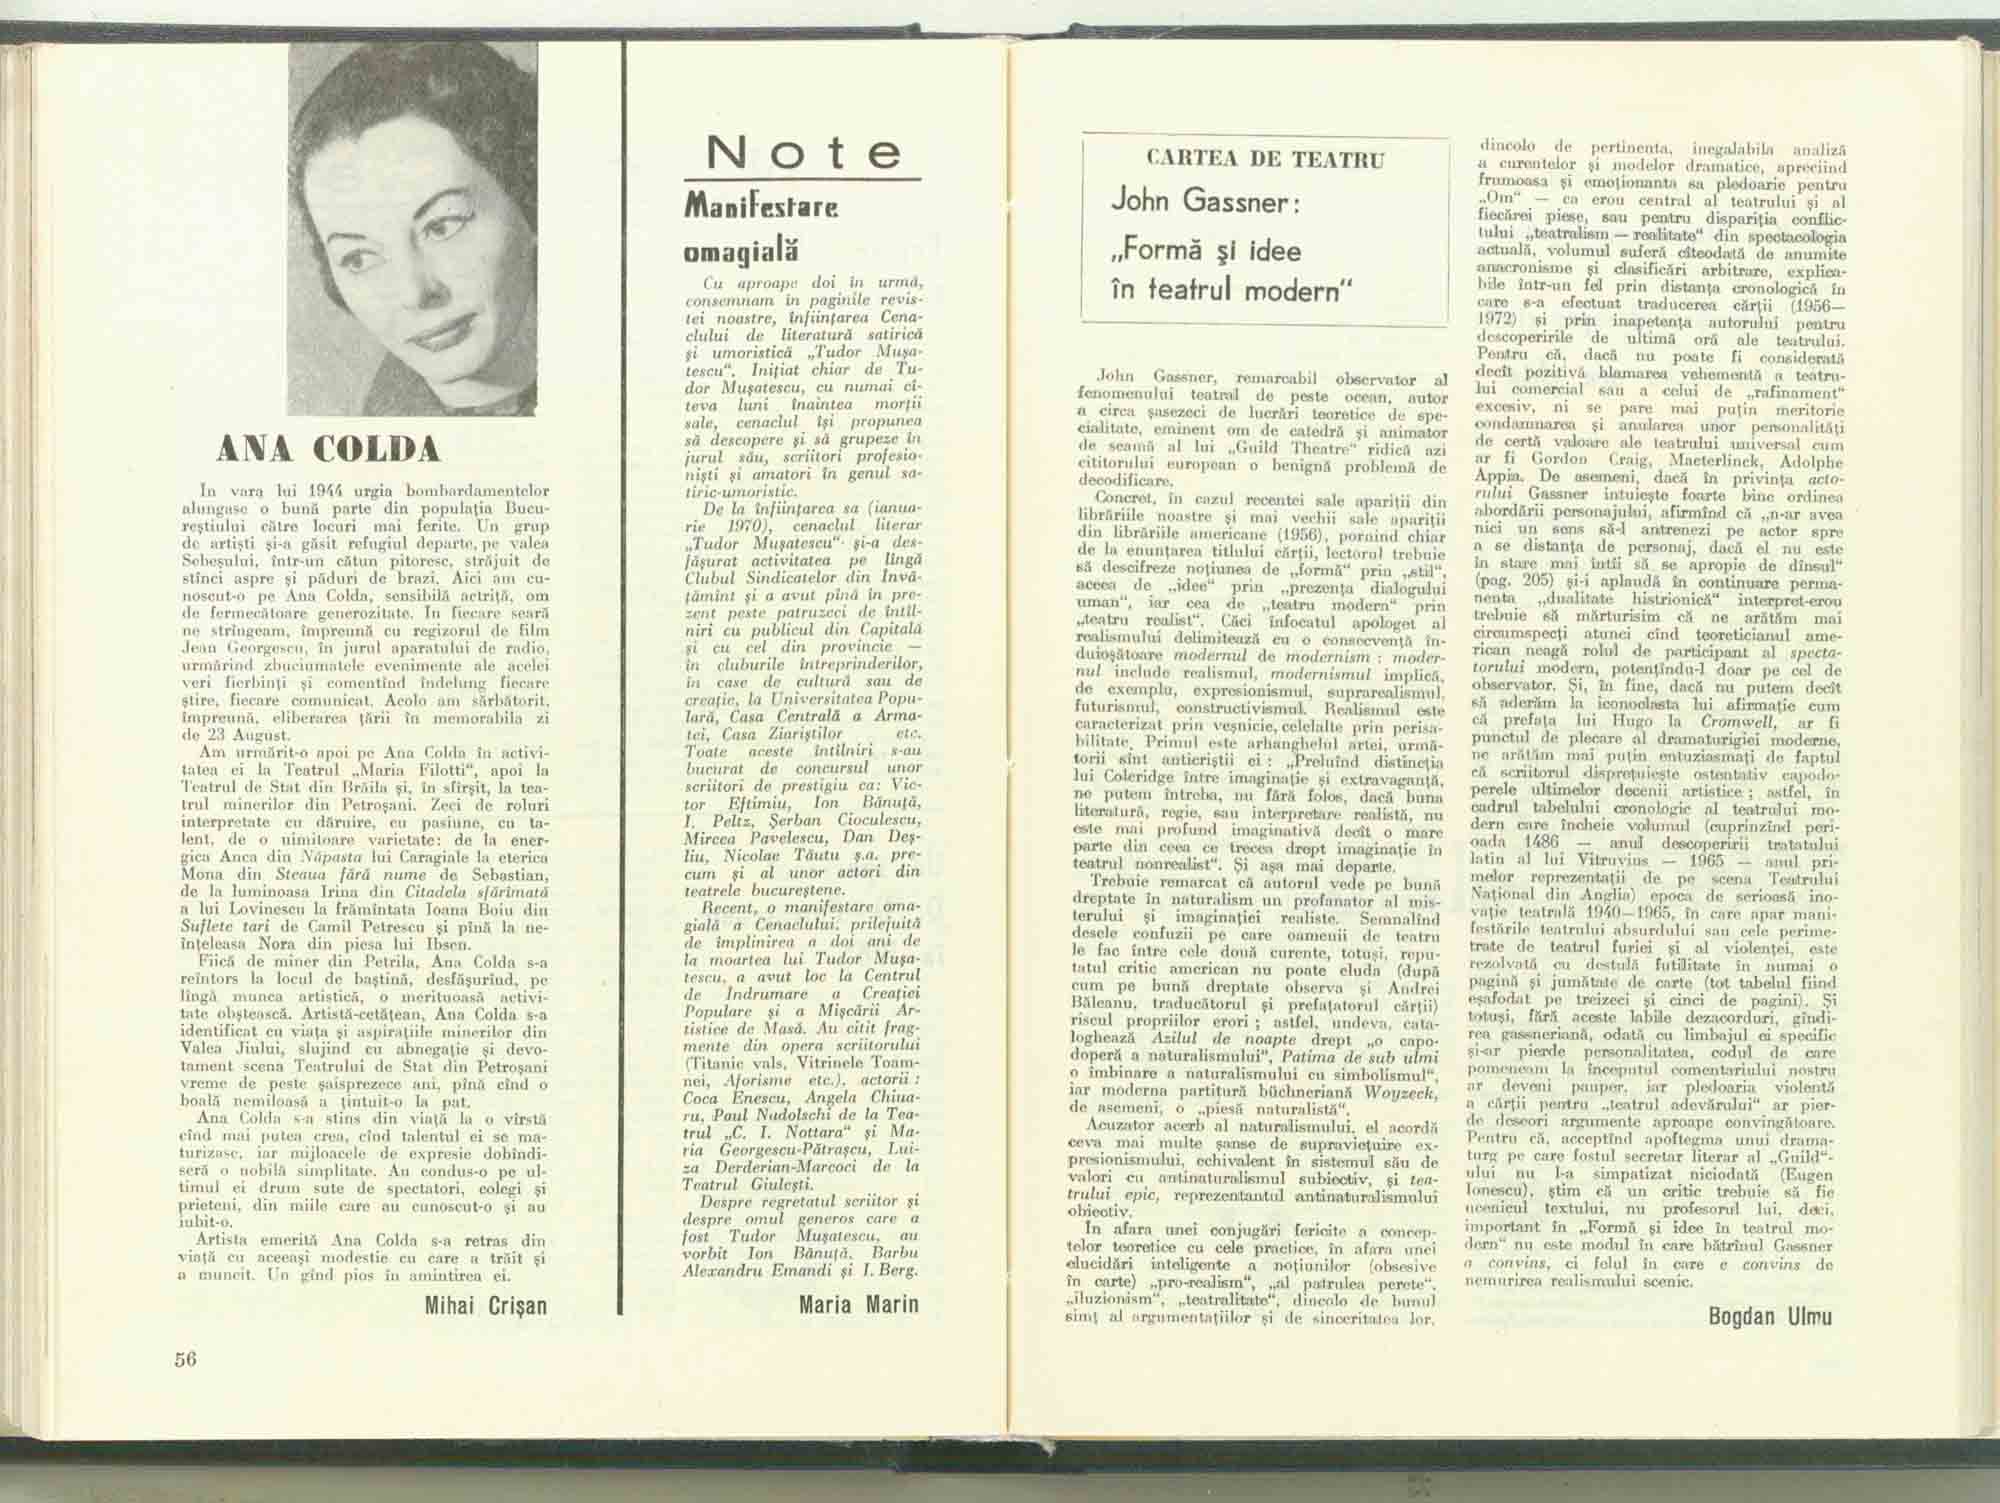 ANA COLDA
In vara lui 1944 urgia bombardamentelor
alungase o bună parte din populația Bucu-
reștiului către locuri mai ferite. Un grup
de artiști și-a găsit refugiul departe, pe valea
Sebeșului, într-un cătun pitoresc, străjuit de
stînci aspre și păduri de brazi. Aici am cu-
noscut-o pe Ana Colda, sensibilă actriță, om
de fermecătoare generozitate. In fiecare seară
ne strîngeam, împreună cu regizorul de film
Jean Georgescu, în jurul aparatului de radio,
urmărind zbuciumatele evenimente ale acelei
veri fierbinți și comentînd îndelung fiecare
știre, fiecare comunicat. Acolo am sărbătorit,
împreună, eliberarea țării în memorabila zi
de 23 August.
Am urmărit-o apoi pe Ana Colda în activi-
tatea ei la Teatrul „Maria Filotti“, apoi la
Teatrul de Stat din Brăila și, în sfîrșit, la tea-
trul minerilor din Petroșani. Zeci de roluri
interpretate cu dăruire, cu pasiune, cu ta-
lent, de o uimitoare varietate: de la ener-
gica Anca din Năpasta lui Caragiale la eterica
Mona din Steaua fără nume de Sebastian,
de la luminoasa Irina din Citadela sfărîmată
a lui Lovinescu la frămîntata Ioana Boiu din
Suflete tari de Camil Petrescu și pînă la ne-
înțeleasa Nora din piesa lui Ibsen.
Fiică de miner din Petrila, Ana Colda s-a
reîntors la locul de baștină, desfășurînd, pe
lîngă munca artistică, o merituoasă activi-
tate obștească. Artistă-cetățean, Ana Colda s-a
identificat cu viața și aspirațiile minerilor din
Valea Jiului, slujind cu abnegație și devo-
tament scena Teatrului de Stat din Petroșani
vreme de peste șaisprezece ani, pînă cînd o
boală nemiloasă a țintuit-o la pat.
Ana Colda s-a stins din viață la o vîrstă
cînd mai putea crea, cînd talentul ei se ma-
turizase, iar mijloacele de expresie dobîndi-
seră o nobilă simplitate. Au condus-o pe ul-
timul ei drum sute de spectatori, colegi și
prieteni, din miile care au cunoscut-o și au
iubit-o.
Artista emerită Ana Colda s-a retras din
viață cu aceeași modestie cu care a trăit și
a muncit. Un gînd pios în amintirea ei.
Mihai Crișan
56
Note
Manifestare
omagială
Cu aproape doi în urmă,
consemnam în paginile revis-
tei noastre, înființarea Cena-
clului de literatură satirică
și umoristică „Tudor Mușa-
tescu“. Inițiat chiar de Tu-
dor Mușatescu, cu numai cî-
teva luni înaintea morții
sale, cenaclul își propunea
să descopere și să grupeze în
jurul său, scriitori profesio-
niști și amatori în genul sa-
tiric-umoristic.
De la înființarea sa (ianua-
rie 1970), cenaclul literar
„Tudor Mușatescu“ și-a des-
fășurat activitatea pe lîngă
Clubul Sindicatelor din Invă-
țămînt și a avut pînă în pre-
zent peste patruzeci de întîl-
niri cu publicul din Capitală
și cu cel din provincie —
în cluburile întreprinderilor,
în case de cultură sau de
creație, la Universitatea Popu-
lară, Casa Centrală a Arma-
tei, Casa Ziariștilor etc.
Toate aceste întîlniri s-au
bucurat de concursul unor
scriitori de prestigiu ca: Vic-
tor Eftimiu, Ion Bănuță,
I. Peltz, Șerban Cioculescu,
Mircea Pavelescu, Dan Deș-
liu, Nicolae Tăutu ș.a. pre-
cum și al unor actori din
teatrele bucureștene.
Recent, o manifestare oma-
gială a Cenaclului, prilejuită
de împlinirea a doi ani de
la moartea lui Tudor Mușa-
tescu, a avut loc la Centrul
de Indrumare a Creației
Populare și a Mișcării Ar-
tistice de Masă. Au citit frag-
mente din opera scriitorului
(Titanic vals, Vitrinele Toam-
nei, Aforisme etc.), actorii:
Coca Enescu, Angela Chiua-
ru, Paul Nadolschi de la Tea-
trul „C. I. Nottara“ și Ma-
ria Georgescu-Pătrașcu, Lui-
za Derderian-Marcoci de la
Teatrul Giulești.
Despre regretatul scriitor și
despre omul generos care a
fost Tudor Mușatescu, au
vorbit Ion Bănuță, Barbu
Alexandru Emandi și I. Berg.
Maria Marin
CARTEA DE TEATRU
John Gassner:
„Formă și idee
în teatrul modern“
John Gassner, remarcabil observator al
fenomenului teatral de peste ocean, autor
a circa șasezeci de lucrări teoretice de spe-
cialitate, eminent om de catedră și animator
de seamă al lui „Guild Theatre“ ridică azi
cititorului european o benignă problemă de
decodificare.
Concret, în cazul recentei sale apariții din
librăriile noastre și mai vechii sale apariții
din librăriile americane (1956), pornind chiar
de la enunțarea titlului cărții, lectorul trebuie
să descifreze noțiunea de „formă“ prin „stil“,
aceea de „idee“ prin „prezența dialogului
uman“, iar cea de „teatru modern“ prin
„teatru realist“. Căci înfocatul apologet al
realismului delimitează cu o consecvență în-
duioșătoare modernul de modernism: moder-
nul include realismul, modernismul implică,
de exemplu, expresionismul, suprarealismul,
futurismul, constructivismul. Realismul este
caracterizat prin veșnicie, celelalte prin perisa-
bilitate. Primul este arhanghelul artei, urmă-
torii sînt anticriștii ei: „Preluînd distincția
lui Coleridge între imaginație și extravaganță,
ne putem întreba, nu fără folos, dacă buna
literatură, regie, sau interpretare realistă, nu
este mai profund imaginativă decît o mare
parte din ceea ce trecea drept imaginație în
teatrul nonrealist“. Și așa mai departe.
Trebuie remarcat că autorul vede pe bună
dreptate în naturalism un profanator al mis-
terului și imaginației realiste. Semnalînd
desele confuzii pe care oamenii de teatru
le fac între cele două curente, totuși, repu-
tatul critic american nu poate eluda (după
cum pe bună dreptate observa și Andrei
Băleanu, traducătorul și prefațatorul cărții)
riscul propriilor erori; astfel, undeva, cata-
loghează Azilul de noapte drept „o capo-
doperă a naturalismului“, Patima de sub ulmi
o îmbinare a naturalismului cu simbolismul“,
iar moderna partitură büchneriană Woyzeck,
de asemeni, o „piesă naturalistă“.
Acuzator acerb al naturalismului, el acordă
ceva mai multe șanse de supraviețuire ex-
presionismului, echivalent în sistemul său de
valori cu antinaturalismul subiectiv, și tea-
trului epic, reprezentantul antinaturalismului
obiectiv.
In afara unei conjugări fericite a concep-
telor teoretice cu cele practice, în afara unei
elucidări inteligente a noțiunilor (obsesive
în carte) „pro-realism“, „al patrulea perete“,
„iluzionism“, „teatralitate“, dincolo de bunul
simț al argumentațiilor și de sinceritatea lor,
dincolo de pertinenta, inegalabila analiză
a curentelor și modelor dramatice, apreciind
frumoasa și emoționanta sa pledoarie pentru
„Om“ — ca erou central al teatrului și al
fiecărei piese, sau pentru dispariția conflic-
tului „teatralism — realitate“ din spectacologia
actuală, volumul suferă cîteodată de anumite
anacronisme și clasificări arbitrare, explica-
bile într-un fel prin distanța cronologică în
care s-a efectuat traducerea cărții (1956—
1972) și prin inapetența autorului pentru
descoperirile de ultimă oră ale teatrului.
Pentru că, dacă nu poate fi considerată
decît pozitivă blamarea vehementă a teatru-
lui comercial sau a celui de „rafinament“
excesiv, ni se pare mai puțin meritorie
condamnarea și anularea unor personalități
de certă valoare ale teatrului universal cum
ar fi Gordon Craig, Maeterlinck, Adolphe
Appia. De asemeni, dacă în privința acto-
rului Gassner intuiește foarte bine ordinea
abordării personajului, afirmînd că „n-ar avea
nici un sens să-l antrenezi pe actor spre
a se distanța de personaj, dacă el nu este
în stare mai întîi să se apropie de dînsul“
(pag. 205) și-i aplaudă în continuare perma-
nenta „dualitate histrionică“ interpret-erou
trebuie să mărturisim că ne arătăm mai
circumspecți atunci cînd teoreticianul ame-
rican neagă rolul de participant al specta-
torului modern, potențîndu-l doar pe cel de
observator. Și, în fine, dacă nu putem decît
să aderăm la iconoclasta lui afirmație cum
că prefața lui Hugo la Cromwell, ar fi
punctul de plecare al dramaturgiei moderne,
ne arătăm mai puțin entuziasmați de faptul
că scriitorul disprețuiește ostentativ capodo-
perele ultimelor decenii artistice; astfel, în
cadrul tabelului cronologic al teatrului mo-
dern care încheie volumul (cuprinzînd peri-
oada 1486 — anul descoperirii tratatului
latin al lui Vitruvius — 1965 — anul pri-
melor reprezentații de pe scena Teatrului
Național din Anglia) epoca de serioasă ino-
vație teatrală 1940—1965, în care apar mani-
festările teatrului absurdului sau cele perime-
trate de teatrul furiei și al violenței, este
rezolvată cu destulă futilitate în numai o
pagină și jumătate de carte (tot tabelul fiind
eșafodat pe treizeci și cinci de pagini). Și
totuși, fără aceste labile dezacorduri, gîndi-
rea gassneriană, odată cu limbajul ei specific
și-ar pierde personalitatea, codul de care
pomeneam la începutul comentariului nostru
ar deveni pauper, iar pledoaria violentă
a cărții pentru „teatrul adevărului“ ar pier-
de deseori argumente aproape convingătoare.
Pentru că, acceptînd apoftegma unui drama-
turg pe care fostul secretar literar al „Guild“-
ului nu l-a simpatizat niciodată (Eugen
Ionescu), știm că un critic trebuie să fie
ucenicul textului, nu profesorul lui, deci,
important în „Formă și idee în teatrul mo-
dern“ nu este modul în care bătrînul Gassner
a convins, ci felul în care e convins de
nemurirea realismului scenic.
Bogdan Ulmu